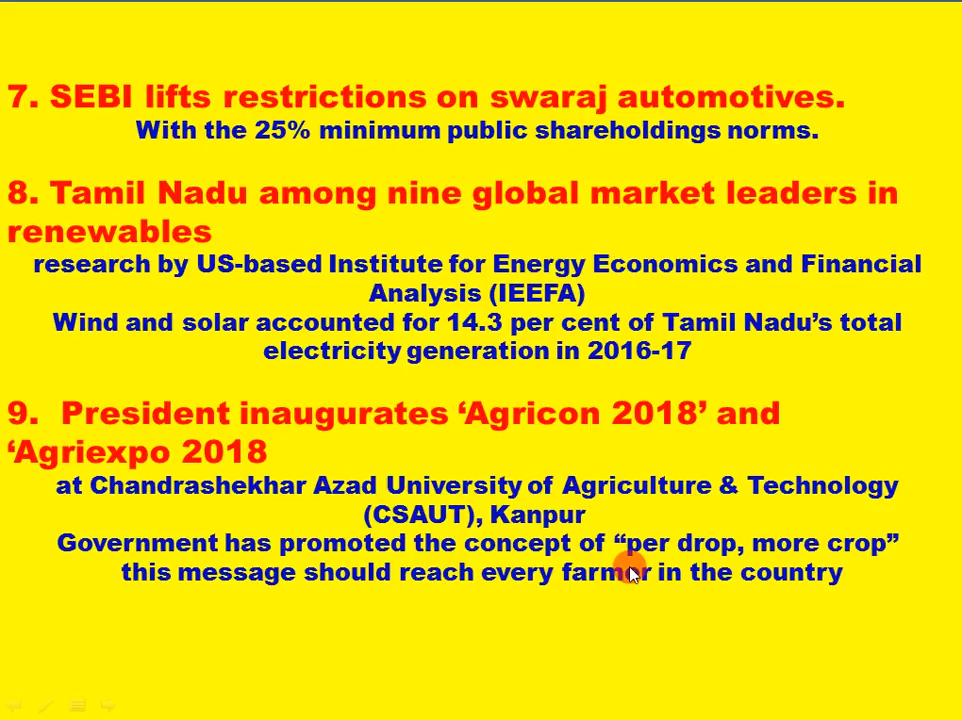 7. SEBI lifts restrictions on swaraj automotives.
With the 25% minimum public shareholdings norms.
8. Tamil Nadu among nine global market leaders in
renewables
research by US-based Institute for Energy Economics and Financial
Analysis (IEEFA)
Wind and solar accounted for 14.3 per cent of Tamil Nadu’s total
electricity generation in 2016-17
9.  President inaugurates ‘Agricon 2018’ and
‘Agriexpo 2018
at Chandrashekhar Azad University of Agriculture & Technology
(CSAUT), Kanpur
Government has promoted the concept of “per drop, more crop”
this message should reach every farmer in the country